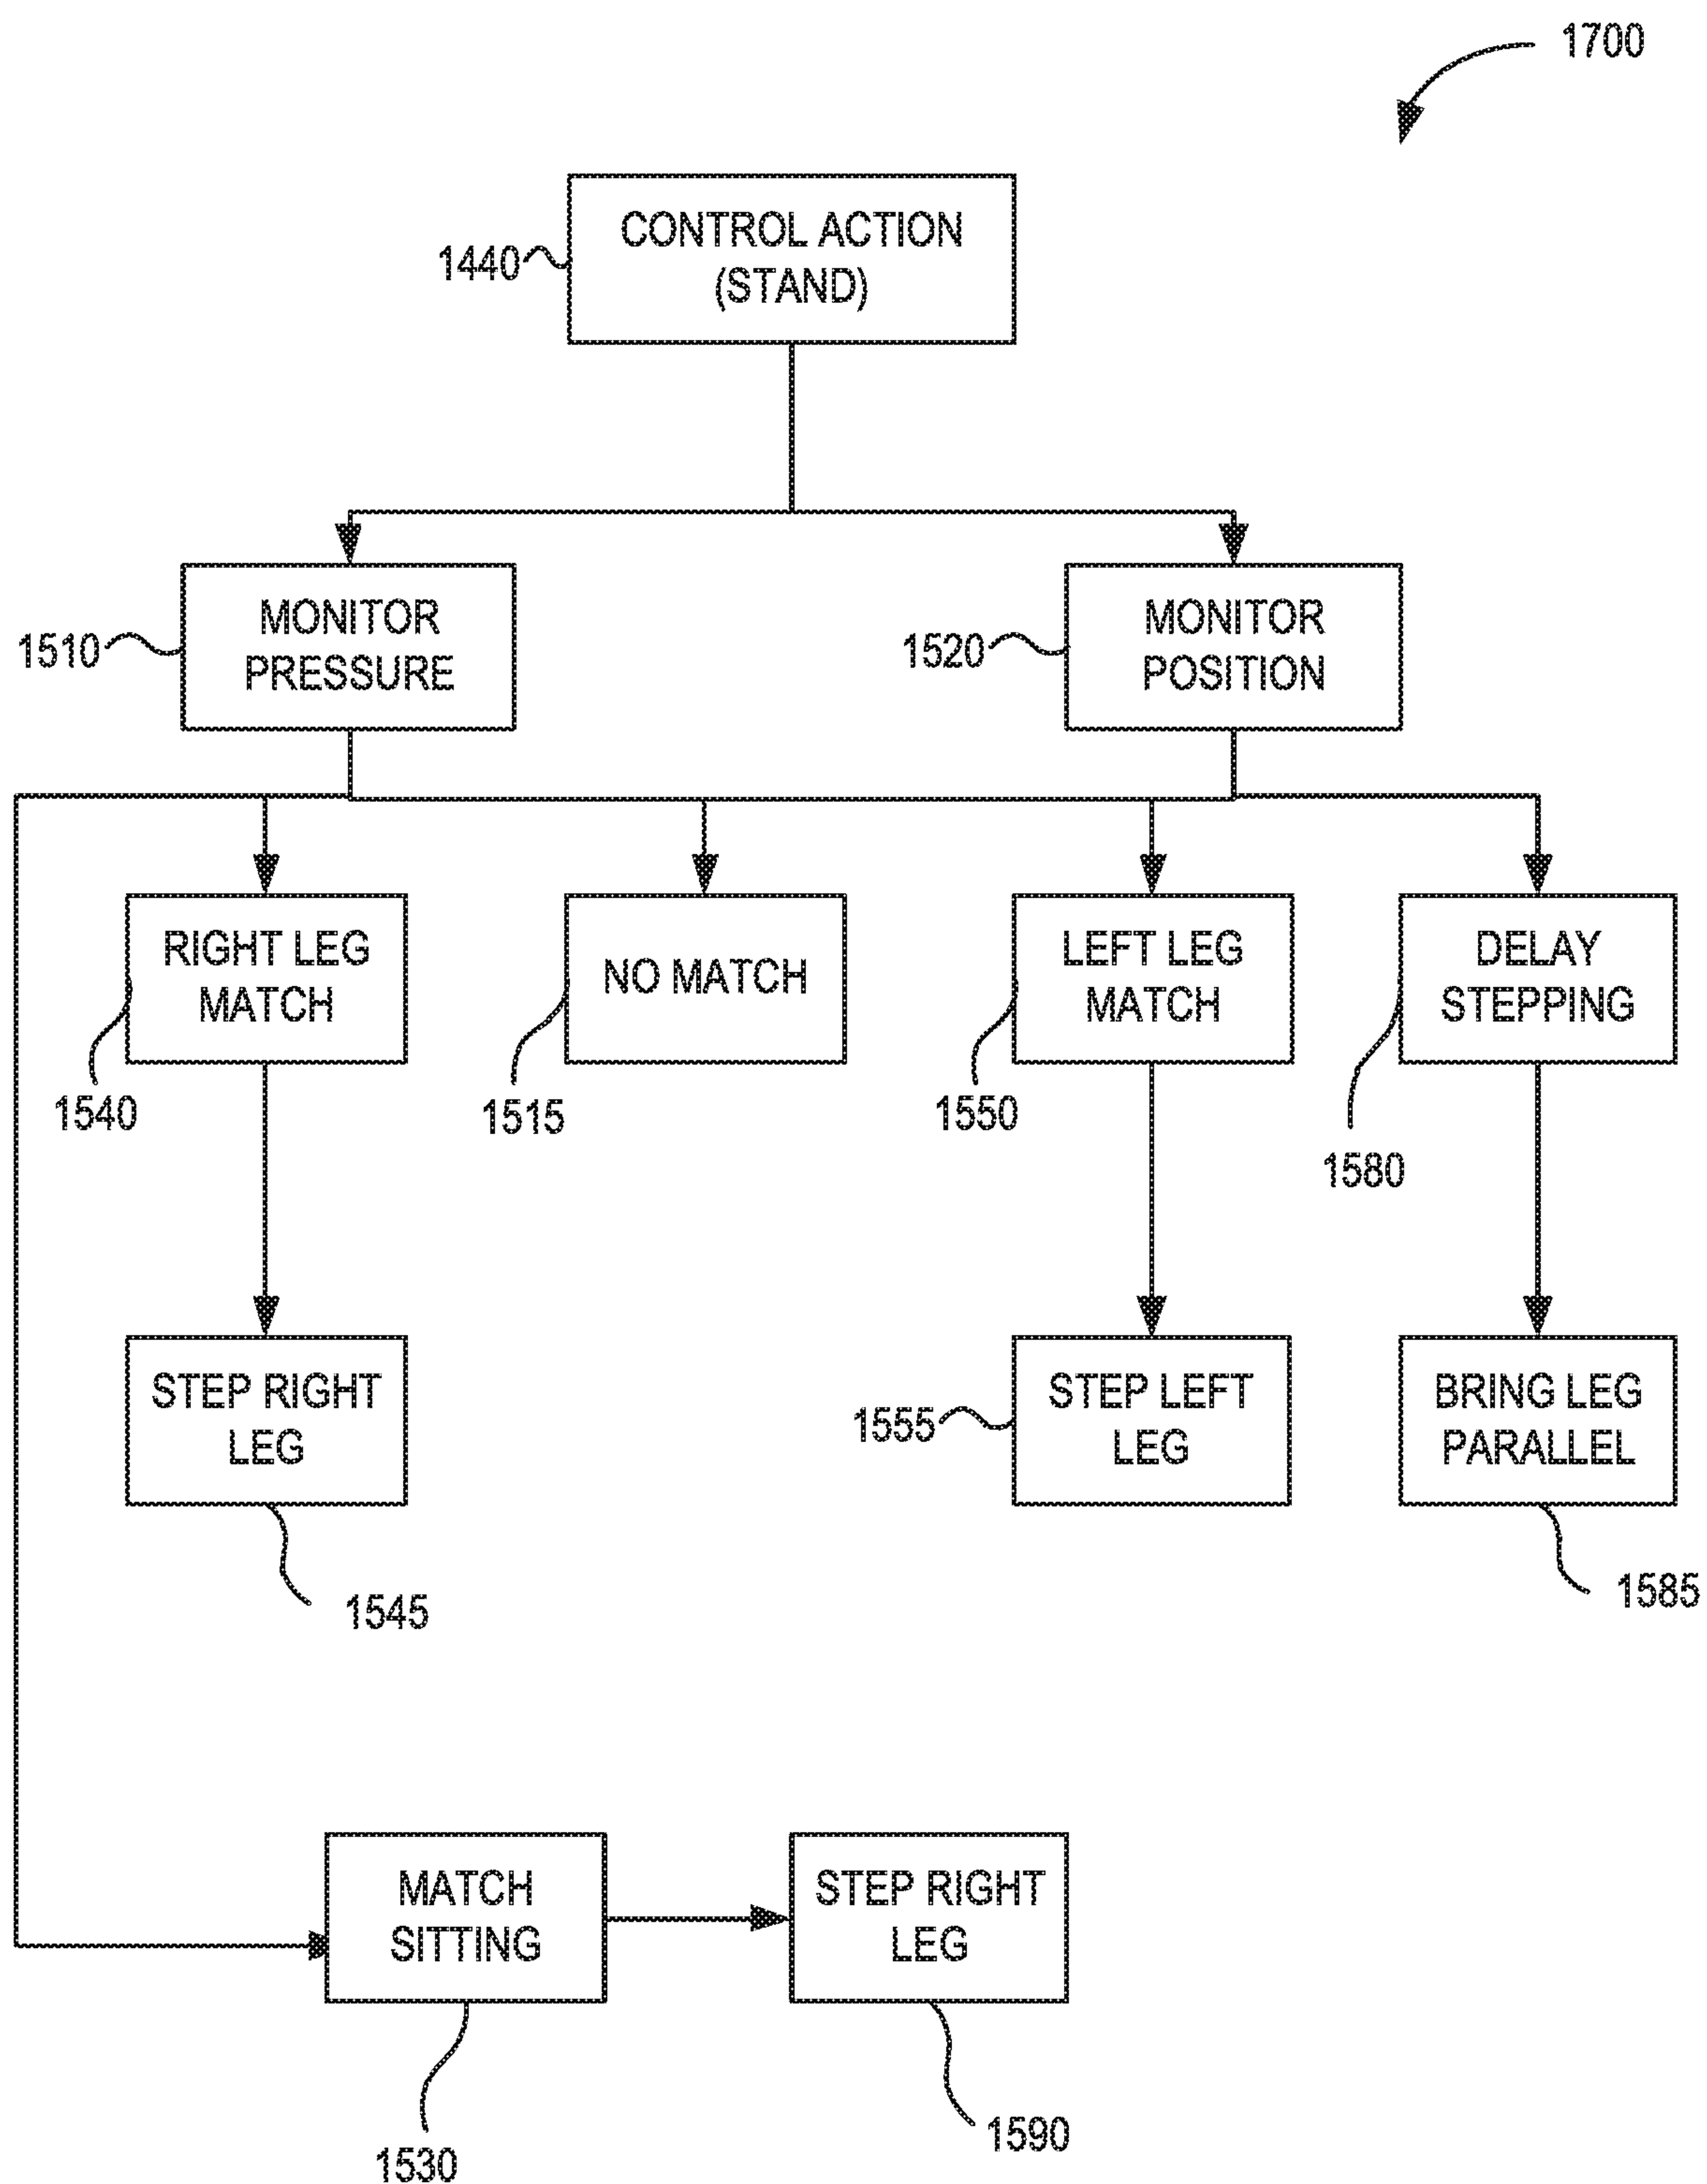 1700
CONTROL ACTION
(STAND)
1440
MONITOR
PRESSURE
1510
MONITOR
POSITION
1520
RIGHT LEG
MATCH
1540
NO MATCH
1515
LEFT LEG
MATCH
1550
DELAY
STEPPING
1580
STEP RIGHT
LEG
1545
STEP LEFT
LEG
1555
BRING LEG
PARALLEL
1585
MATCH
SITTING
1530
STEP RIGHT
LEG
1590